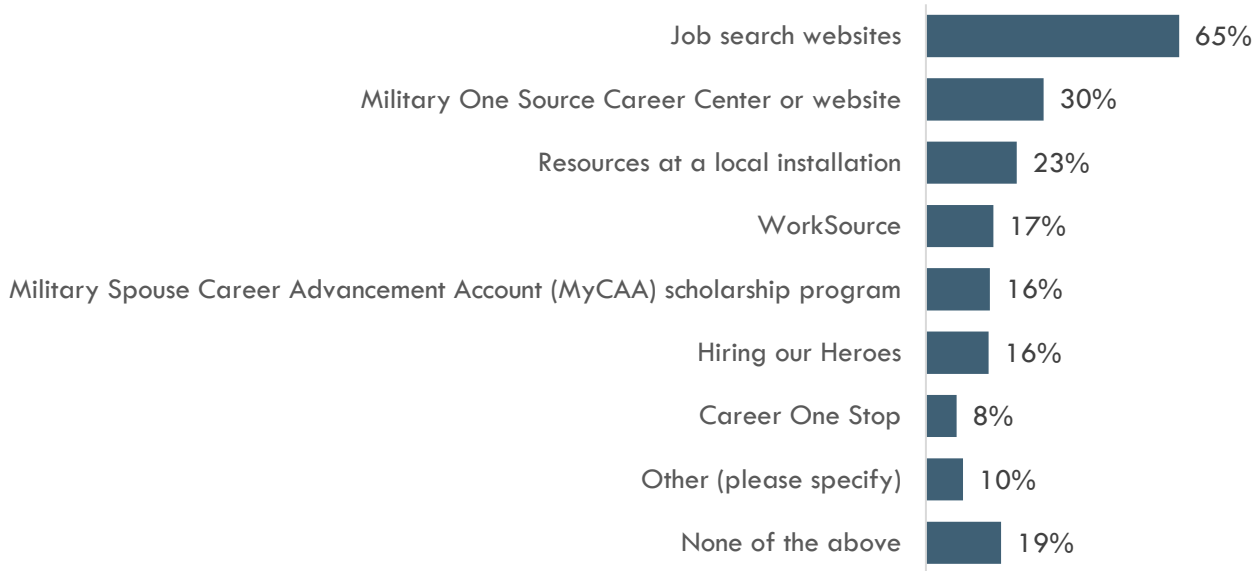 Job search websites 65%
Military One Source Career Center or website 30%
Resources at a local installation 23%
WorkSource 17%
Military Spouse Career Advancement Account (MyCAA) scholarship program 16%
Hiring our Heroes 16%
Career One Stop 8%
Other (please specify) 10%
None of the above 19%